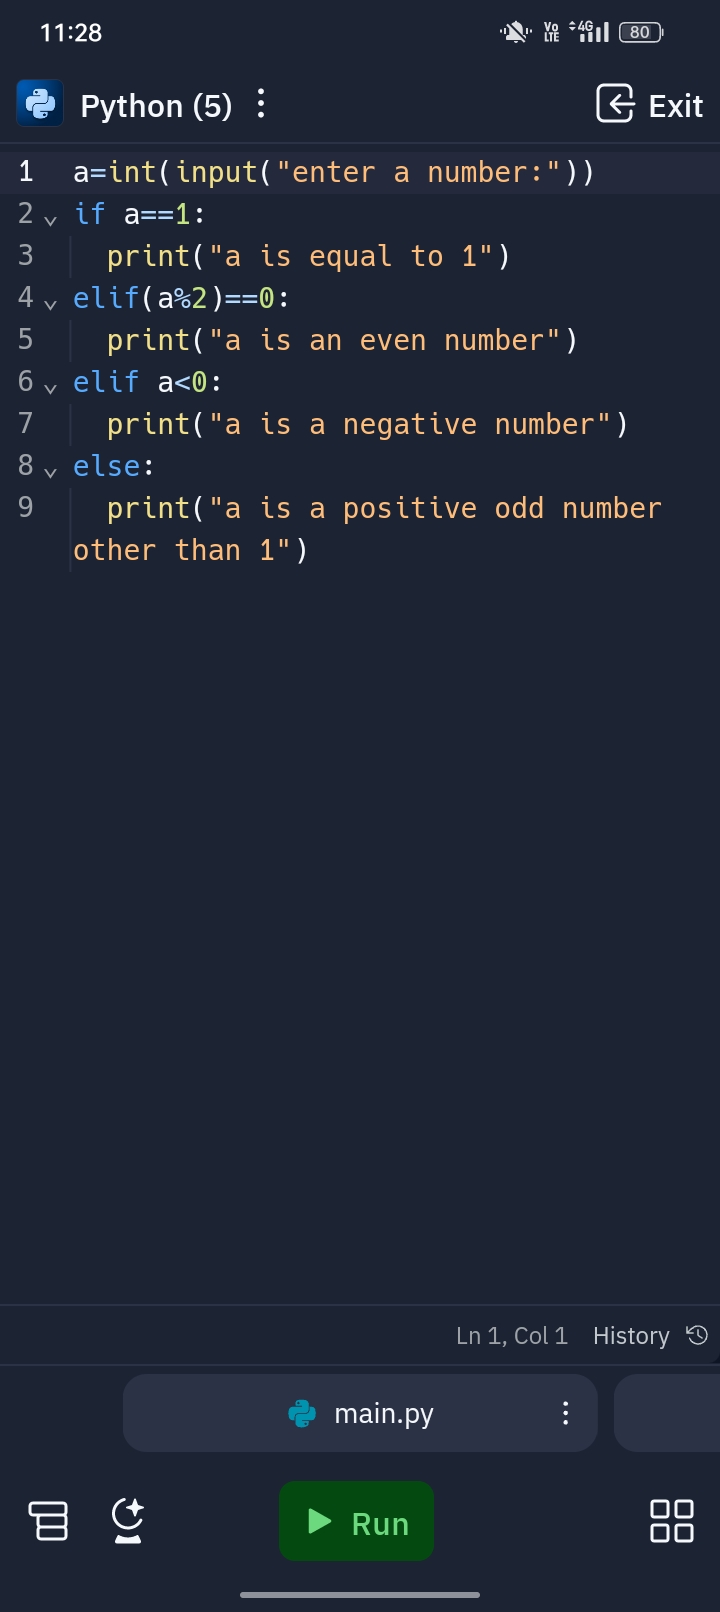 11:28
Vo LTE 4G 80
Python (5)
Exit
1 a=int(input("enter a number:"))
2 if a==1:
3   print("a is equal to 1")
4 elif(a%2)==0:
5   print("a is an even number")
6 elif a<0:
7   print("a is a negative number")
8 else:
9   print("a is a positive odd number
other than 1")
Ln 1, Col 1 History
main.py
Run